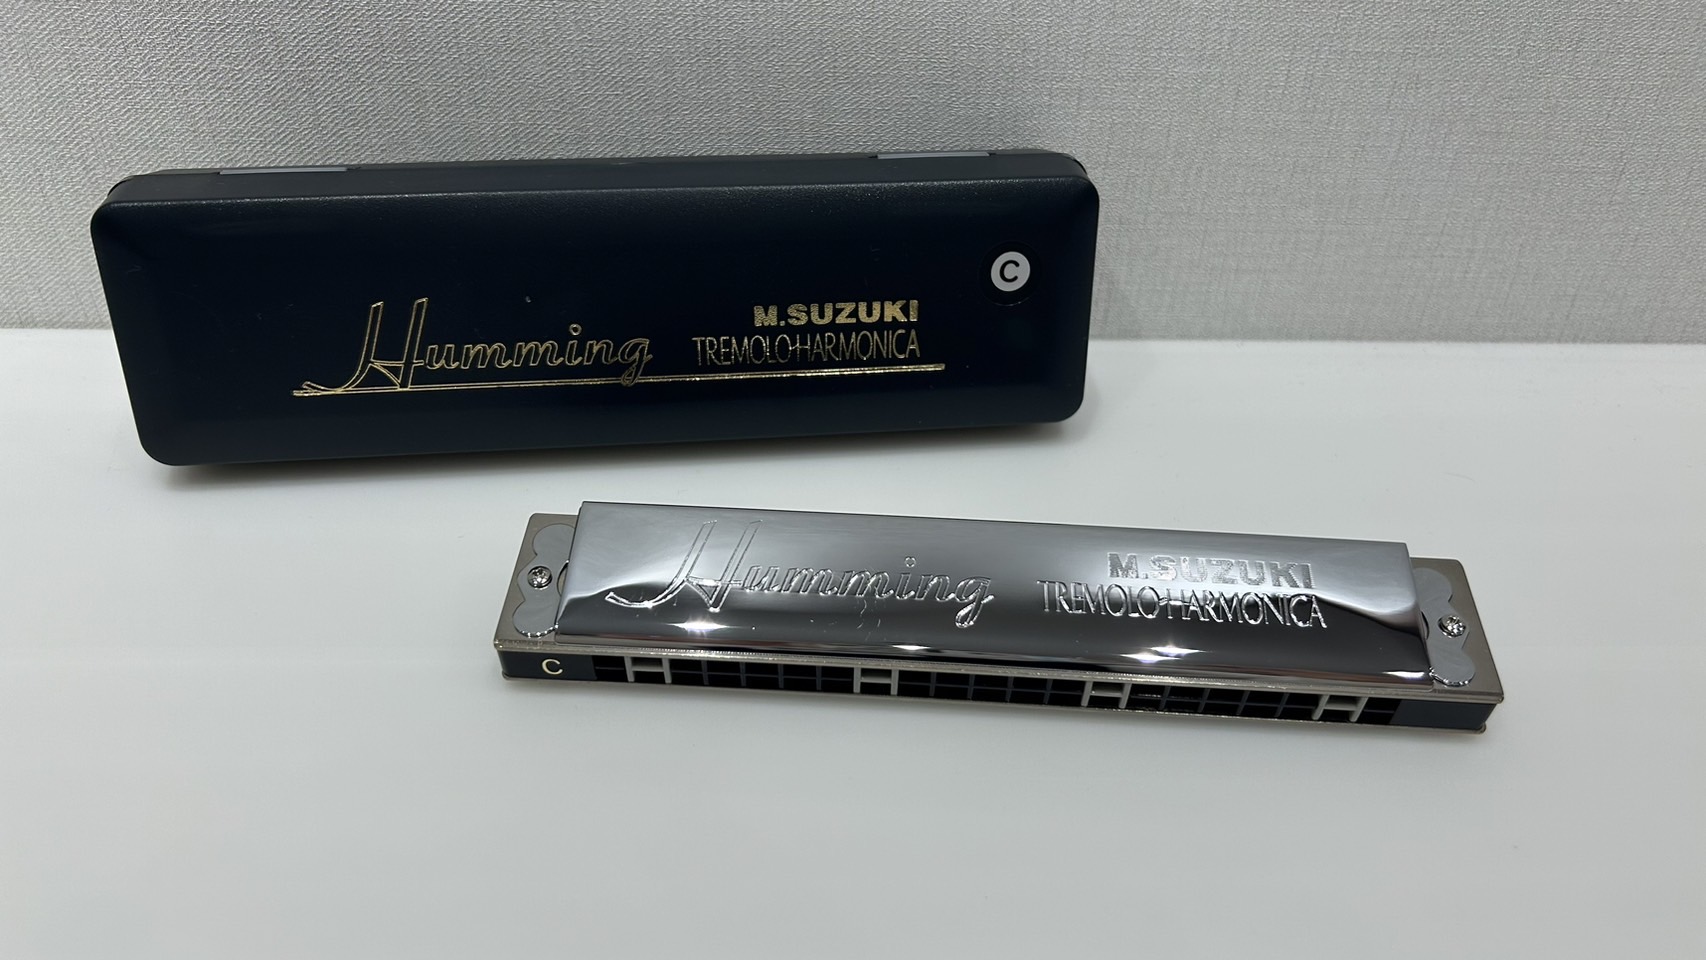 C
Humming
M.SUZUKI
TREMOLO-HARMONICA
Humming
M.SUZUKI
TREMOLO-HARMONICA
C